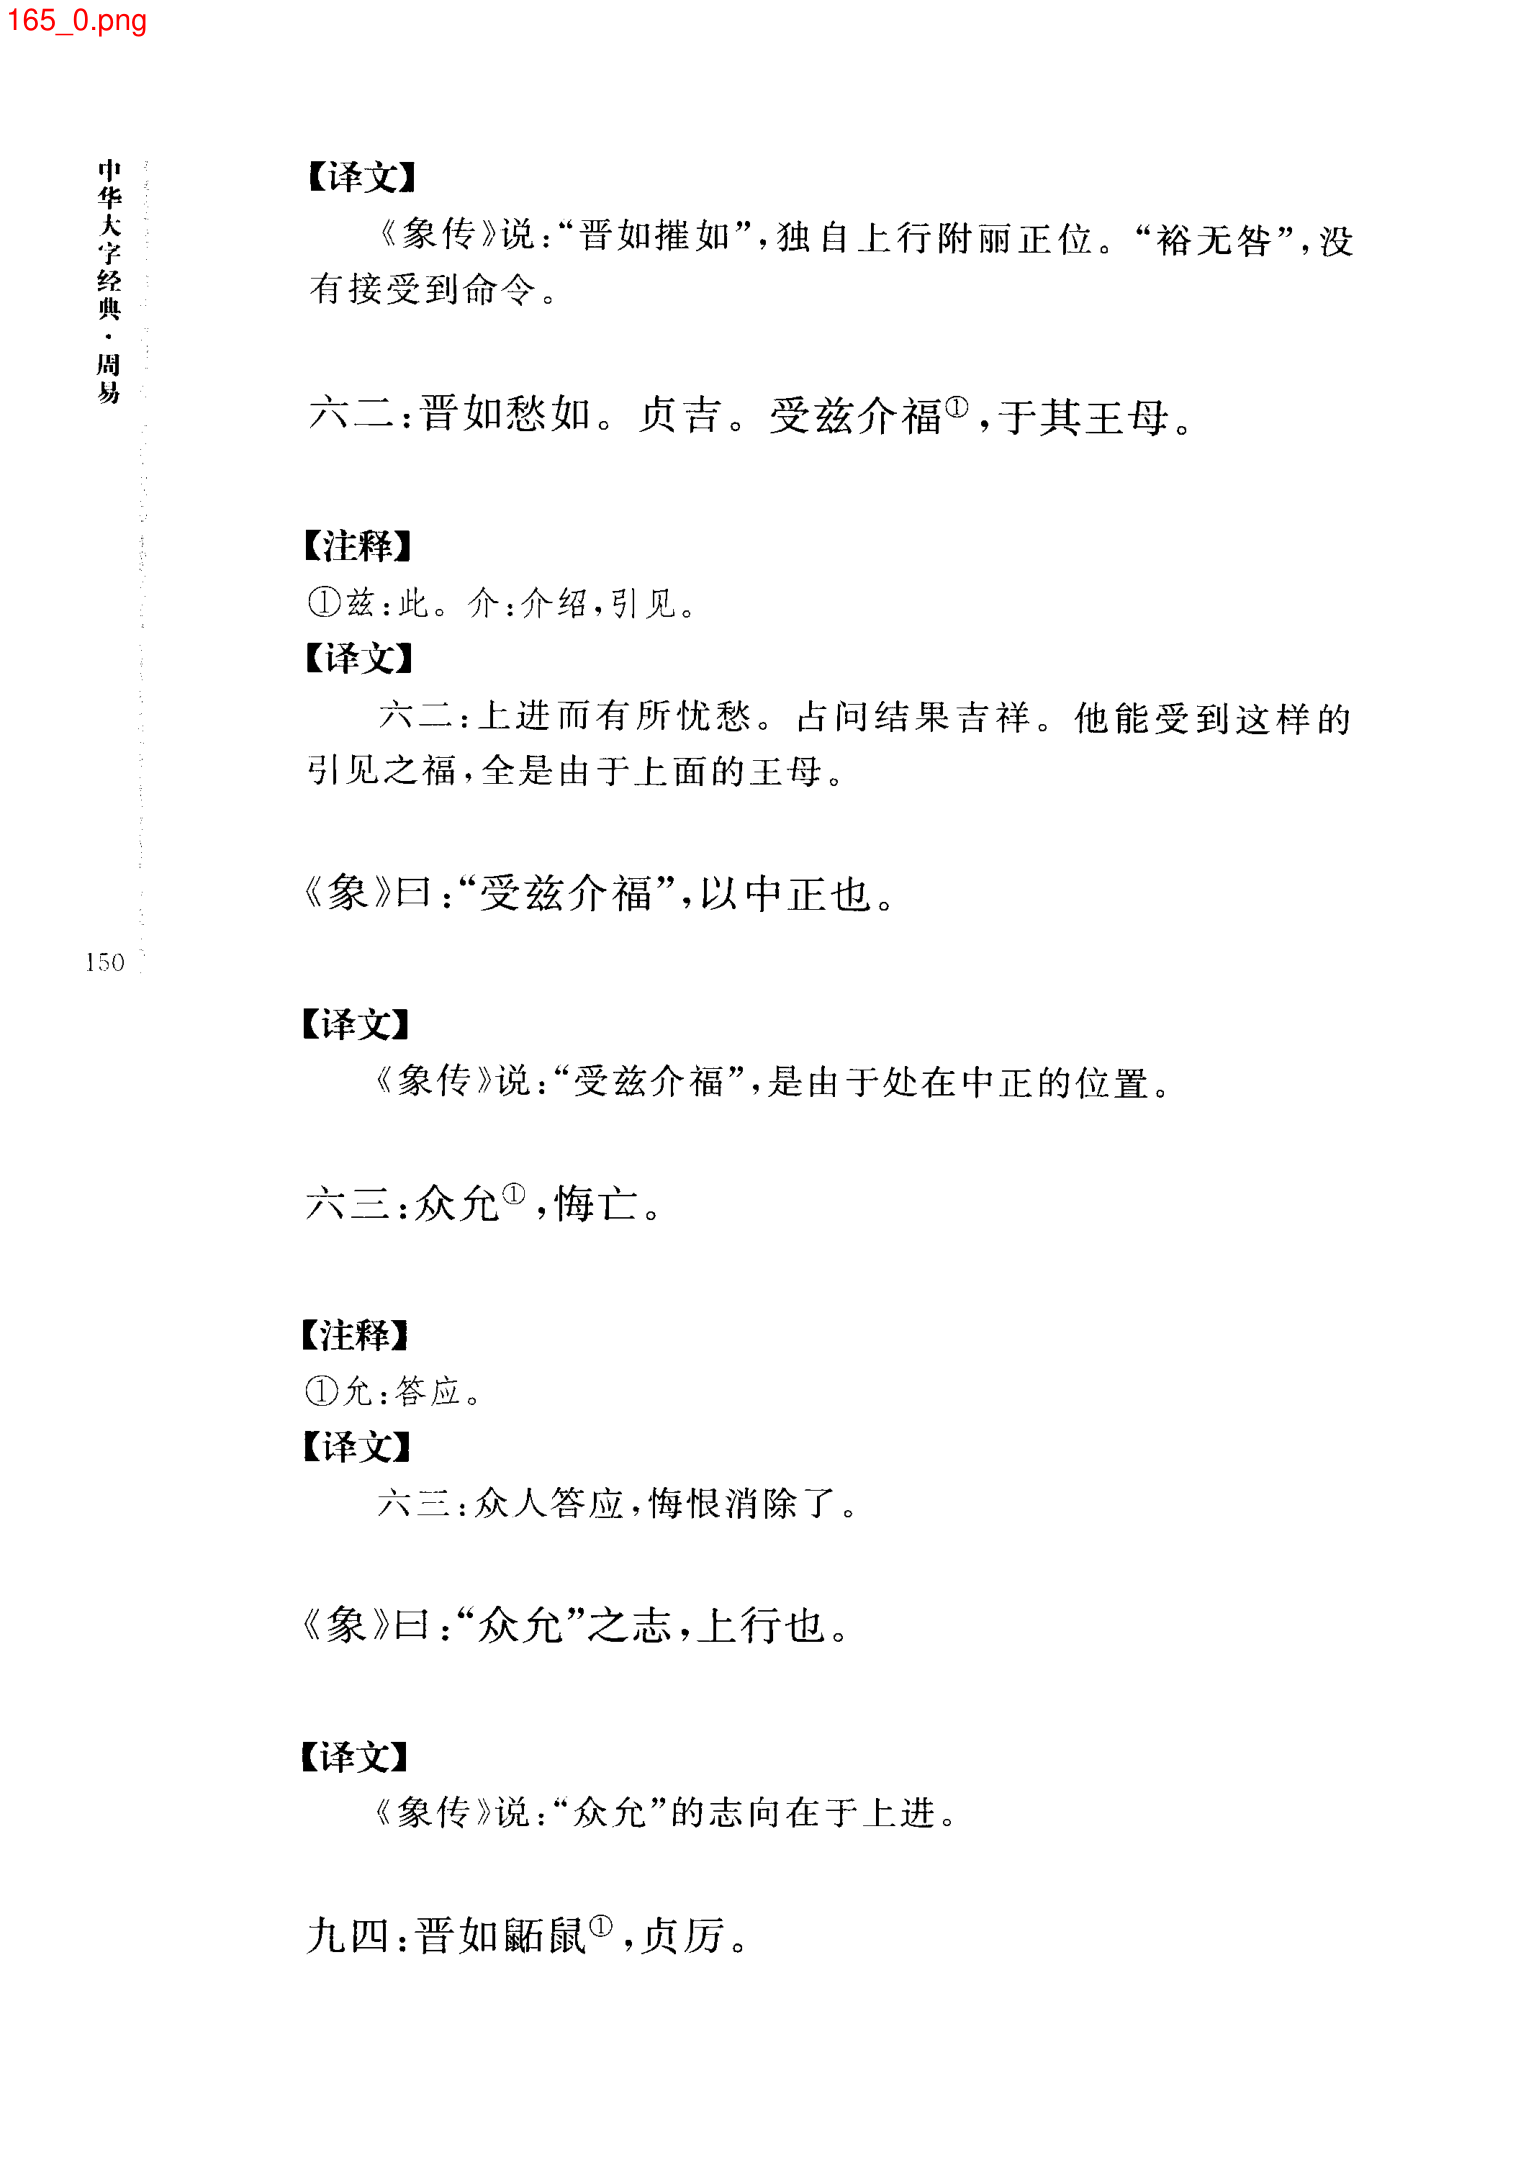 165_0.png
中华大字经典·周易
150
【译文】
《象传》说:“晋如摧如”,独自上行附丽正位。“裕无咎”,没
有接受到命令。
六二:晋如愁如。贞吉。受兹介福①,于其王母。
【注释】
①兹:此。介:介绍,引见。
【译文】
六二:上进而有所忧愁。占问结果吉祥。他能受到这样的
引见之福,全是由于上面的王母。
《象》曰:“受兹介福”,以中正也。
【译文】
《象传》说:“受兹介福”,是由于处在中正的位置。
六三:众允①,悔亡。
【注释】
①允:答应。
【译文】
六三:众人答应,悔恨消除了。
《象》曰:“众允”之志,上行也。
【译文】
《象传》说:“众允”的志向在于上进。
九四:晋如鼫鼠①,贞厉。